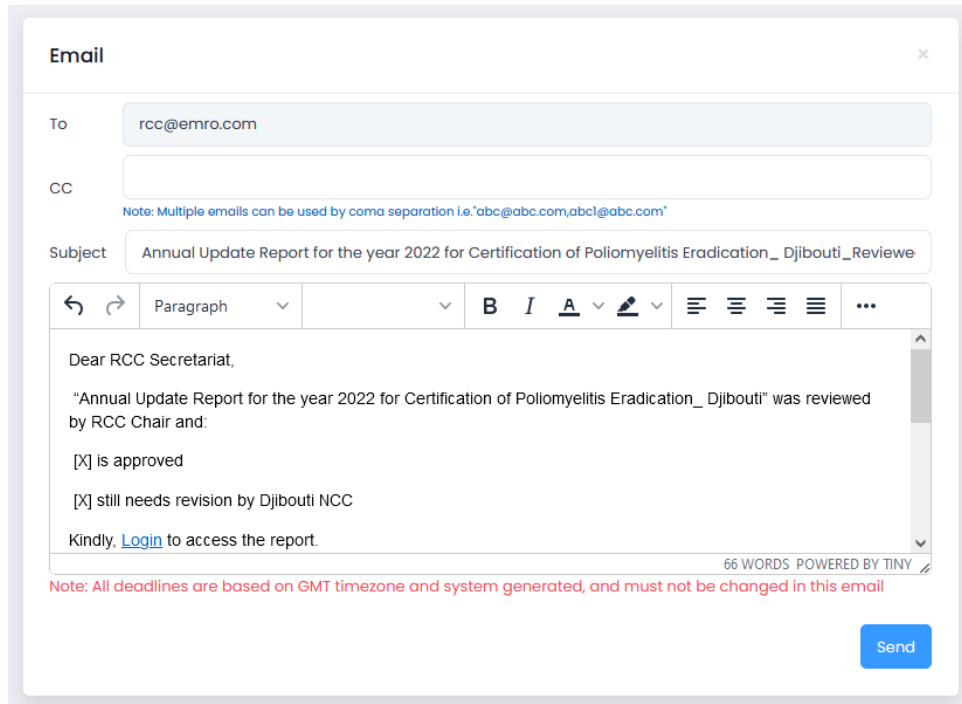 Email
×
To
rcc@emro.com
CC
Note: Multiple emails can be used by coma separation i.e."abc@abc.com,abc1@abc.com"
Subject
Annual Update Report for the year 2022 for Certification of Poliomyelitis Eradication_ Djibouti_Reviewe
Paragraph
B I A
Dear RCC Secretariat,
“Annual Update Report for the year 2022 for Certification of Poliomyelitis Eradication_ Djibouti” was reviewed
by RCC Chair and:
[X] is approved
[X] still needs revision by Djibouti NCC
Kindly, Login to access the report.
66 WORDS POWERED BY TINY
Note: All deadlines are based on GMT timezone and system generated, and must not be changed in this email
Send